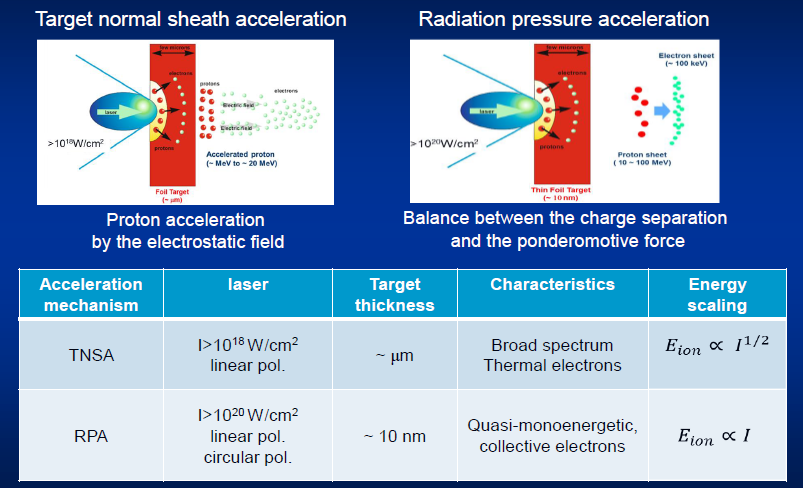 Target normal sheath acceleration
Radiation pressure acceleration
few microns
electrons
protons
electrons
Electric field
laser
Electric field
>10¹⁸W/cm²
protons
Accelerated proton
(~ MeV to ~ 20 MeV)
Foil Target
(~ μm)
few microns
Electron sheet
(~ 100 keV)
electrons
laser
>10²⁰W/cm²
protons
Proton sheet
( 10 ~ 100 MeV)
Thin Foil Target
(~ 10 nm)
Proton acceleration
by the electrostatic field
Balance between the charge separation
and the ponderomotive force
Acceleration
mechanism
laser
Target
thickness
Characteristics
Energy
scaling
TNSA
I>10¹⁸ W/cm²
linear pol.
~ μm
Broad spectrum
Thermal electrons
E_ion ∝ I^1/2
RPA
I>10²⁰ W/cm²
linear pol.
circular pol.
~ 10 nm
Quasi-monoenergetic,
collective electrons
E_ion ∝ I